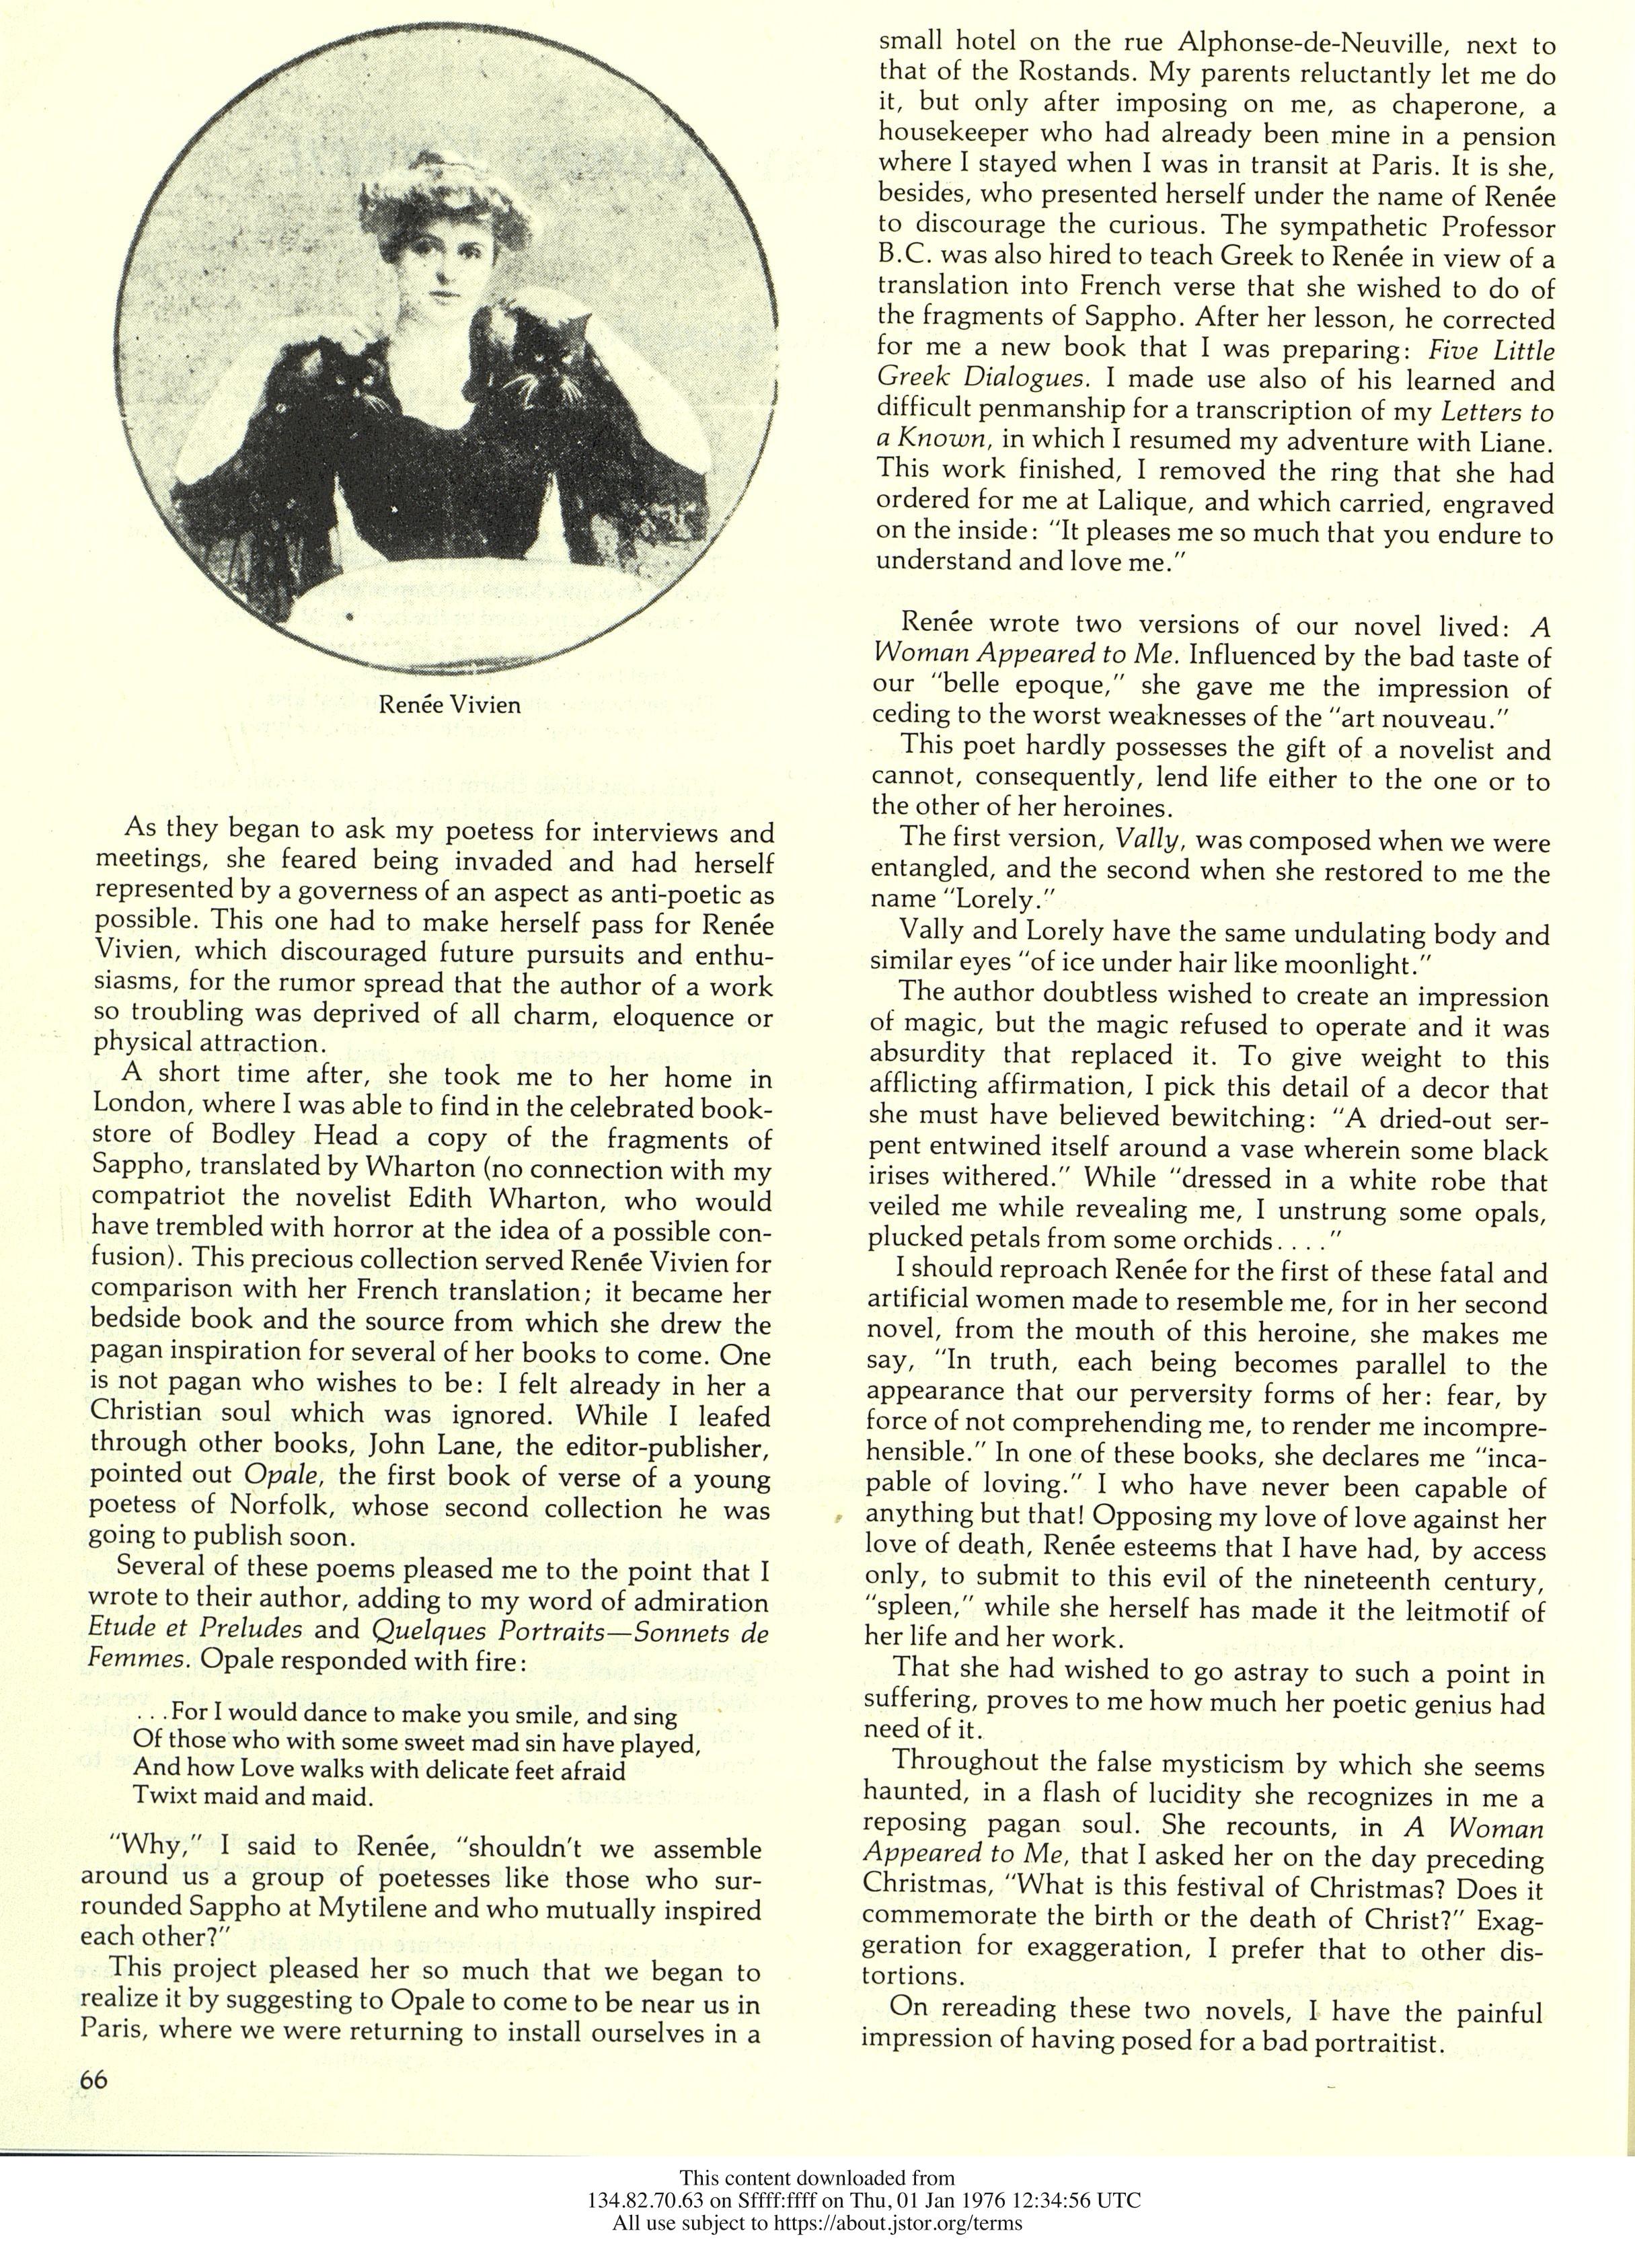 Renée Vivien
As they began to ask my poetess for interviews and
meetings, she feared being invaded and had herself
represented by a governess of an aspect as anti-poetic as
possible. This one had to make herself pass for Renée
Vivien, which discouraged future pursuits and enthu-
siasms, for the rumor spread that the author of a work
so troubling was deprived of all charm, eloquence or
physical attraction.
A short time after, she took me to her home in
London, where I was able to find in the celebrated book-
store of Bodley Head a copy of the fragments of
Sappho, translated by Wharton (no connection with my
compatriot the novelist Edith Wharton, who would
have trembled with horror at the idea of a possible con-
fusion). This precious collection served Renée Vivien for
comparison with her French translation; it became her
bedside book and the source from which she drew the
pagan inspiration for several of her books to come. One
is not pagan who wishes to be: I felt already in her a
Christian soul which was ignored. While I leafed
through other books, John Lane, the editor-publisher,
pointed out Opale, the first book of verse of a young
poetess of Norfolk, whose second collection he was
going to publish soon.
Several of these poems pleased me to the point that I
wrote to their author, adding to my word of admiration
Etude et Preludes and Quelques Portraits—Sonnets de
Femmes. Opale responded with fire:
. . .For I would dance to make you smile, and sing
Of those who with some sweet mad sin have played,
And how Love walks with delicate feet afraid
Twixt maid and maid.
“Why,” I said to Renée, “shouldn't we assemble
around us a group of poetesses like those who sur-
rounded Sappho at Mytilene and who mutually inspired
each other?”
This project pleased her so much that we began to
realize it by suggesting to Opale to come to be near us in
Paris, where we were returning to install ourselves in a
66
small hotel on the rue Alphonse-de-Neuville, next to
that of the Rostands. My parents reluctantly let me do
it, but only after imposing on me, as chaperone, a
housekeeper who had already been mine in a pension
where I stayed when I was in transit at Paris. It is she,
besides, who presented herself under the name of Renée
to discourage the curious. The sympathetic Professor
B.C. was also hired to teach Greek to Renée in view of a
translation into French verse that she wished to do of
the fragments of Sappho. After her lesson, he corrected
for me a new book that I was preparing: Five Little
Greek Dialogues. I made use also of his learned and
difficult penmanship for a transcription of my Letters to
a Known, in which I resumed my adventure with Liane.
This work finished, I removed the ring that she had
ordered for me at Lalique, and which carried, engraved
on the inside: “It pleases me so much that you endure to
understand and love me.”
Renée wrote two versions of our novel lived: A
Woman Appeared to Me. Influenced by the bad taste of
our “belle epoque,” she gave me the impression of
ceding to the worst weaknesses of the “art nouveau.”
This poet hardly possesses the gift of a novelist and
cannot, consequently, lend life either to the one or to
the other of her heroines.
The first version, Vally, was composed when we were
entangled, and the second when she restored to me the
name “Lorely.”
Vally and Lorely have the same undulating body and
similar eyes “of ice under hair like moonlight.”
The author doubtless wished to create an impression
of magic, but the magic refused to operate and it was
absurdity that replaced it. To give weight to this
afflicting affirmation, I pick this detail of a decor that
she must have believed bewitching: “A dried-out ser-
pent entwined itself around a vase wherein some black
irises withered.” While “dressed in a white robe that
veiled me while revealing me, I unstrung some opals,
plucked petals from some orchids. . . .”
I should reproach Renée for the first of these fatal and
artificial women made to resemble me, for in her second
novel, from the mouth of this heroine, she makes me
say, “In truth, each being becomes parallel to the
appearance that our perversity forms of her: fear, by
force of not comprehending me, to render me incompre-
hensible.” In one of these books, she declares me “inca-
pable of loving.” I who have never been capable of
anything but that! Opposing my love of love against her
love of death, Renée esteems that I have had, by access
only, to submit to this evil of the nineteenth century,
“spleen,” while she herself has made it the leitmotif of
her life and her work.
That she had wished to go astray to such a point in
suffering, proves to me how much her poetic genius had
need of it.
Throughout the false mysticism by which she seems
haunted, in a flash of lucidity she recognizes in me a
reposing pagan soul. She recounts, in A Woman
Appeared to Me, that I asked her on the day preceding
Christmas, “What is this festival of Christmas? Does it
commemorate the birth or the death of Christ?” Exag-
geration for exaggeration, I prefer that to other dis-
tortions.
On rereading these two novels, I have the painful
impression of having posed for a bad portraitist.
This content downloaded from
134.82.70.63 on Sffff:ffff on Thu, 01 Jan 1976 12:34:56 UTC
All use subject to https://about.jstor.org/terms